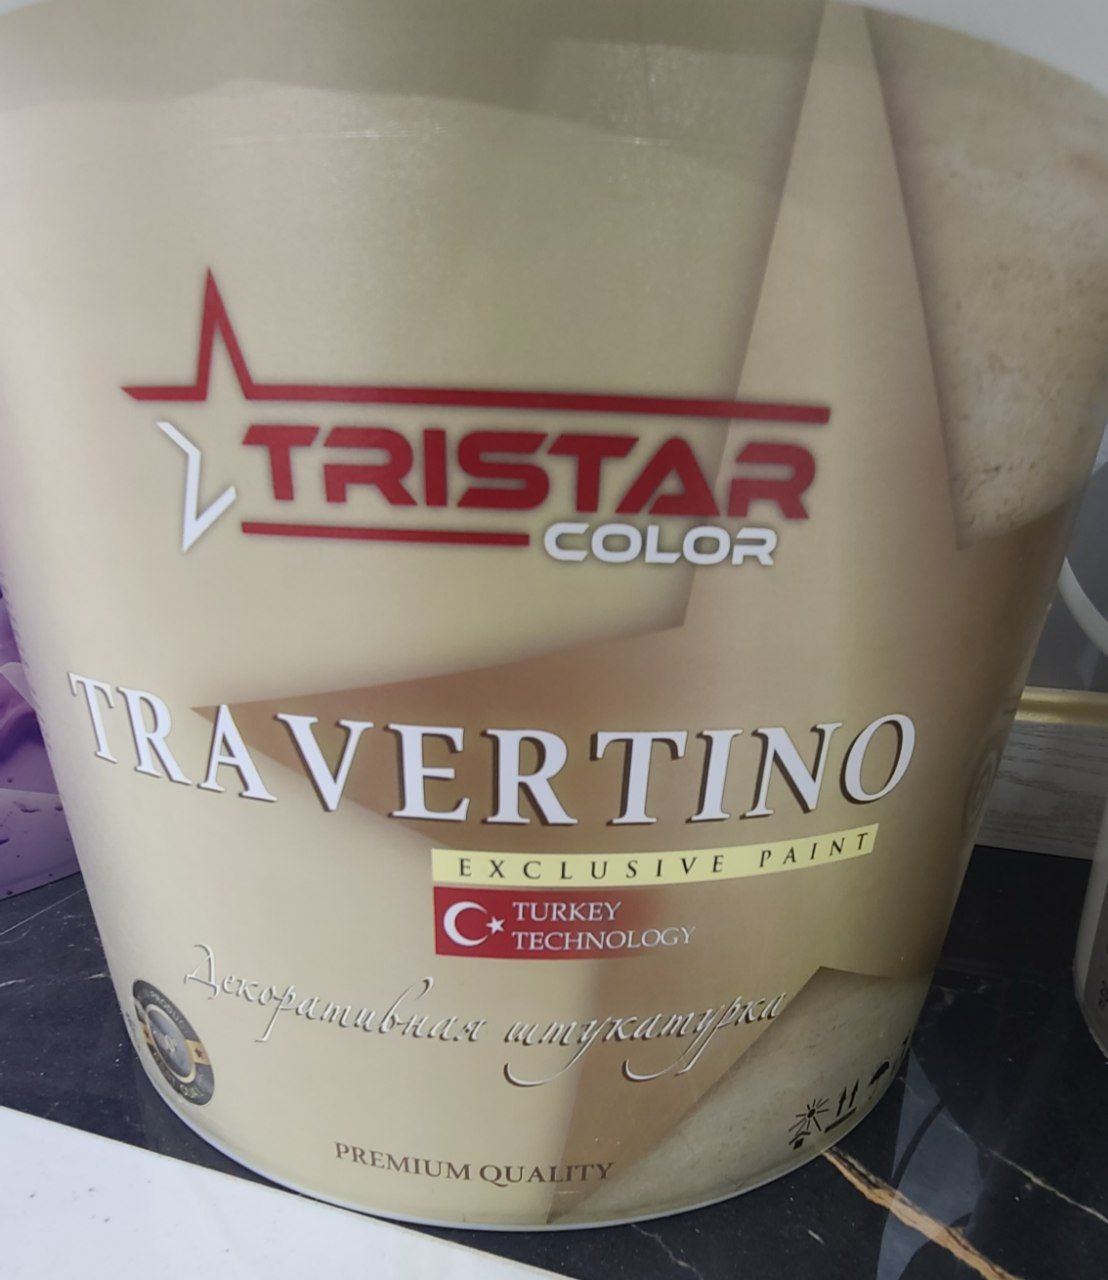 TRISTAR
COLOR
TRAVERTINO
EXCLUSIVE PAINT
TURKEY
TECHNOLOGY
Декоративная штукатурка
PREMIUM QUALITY